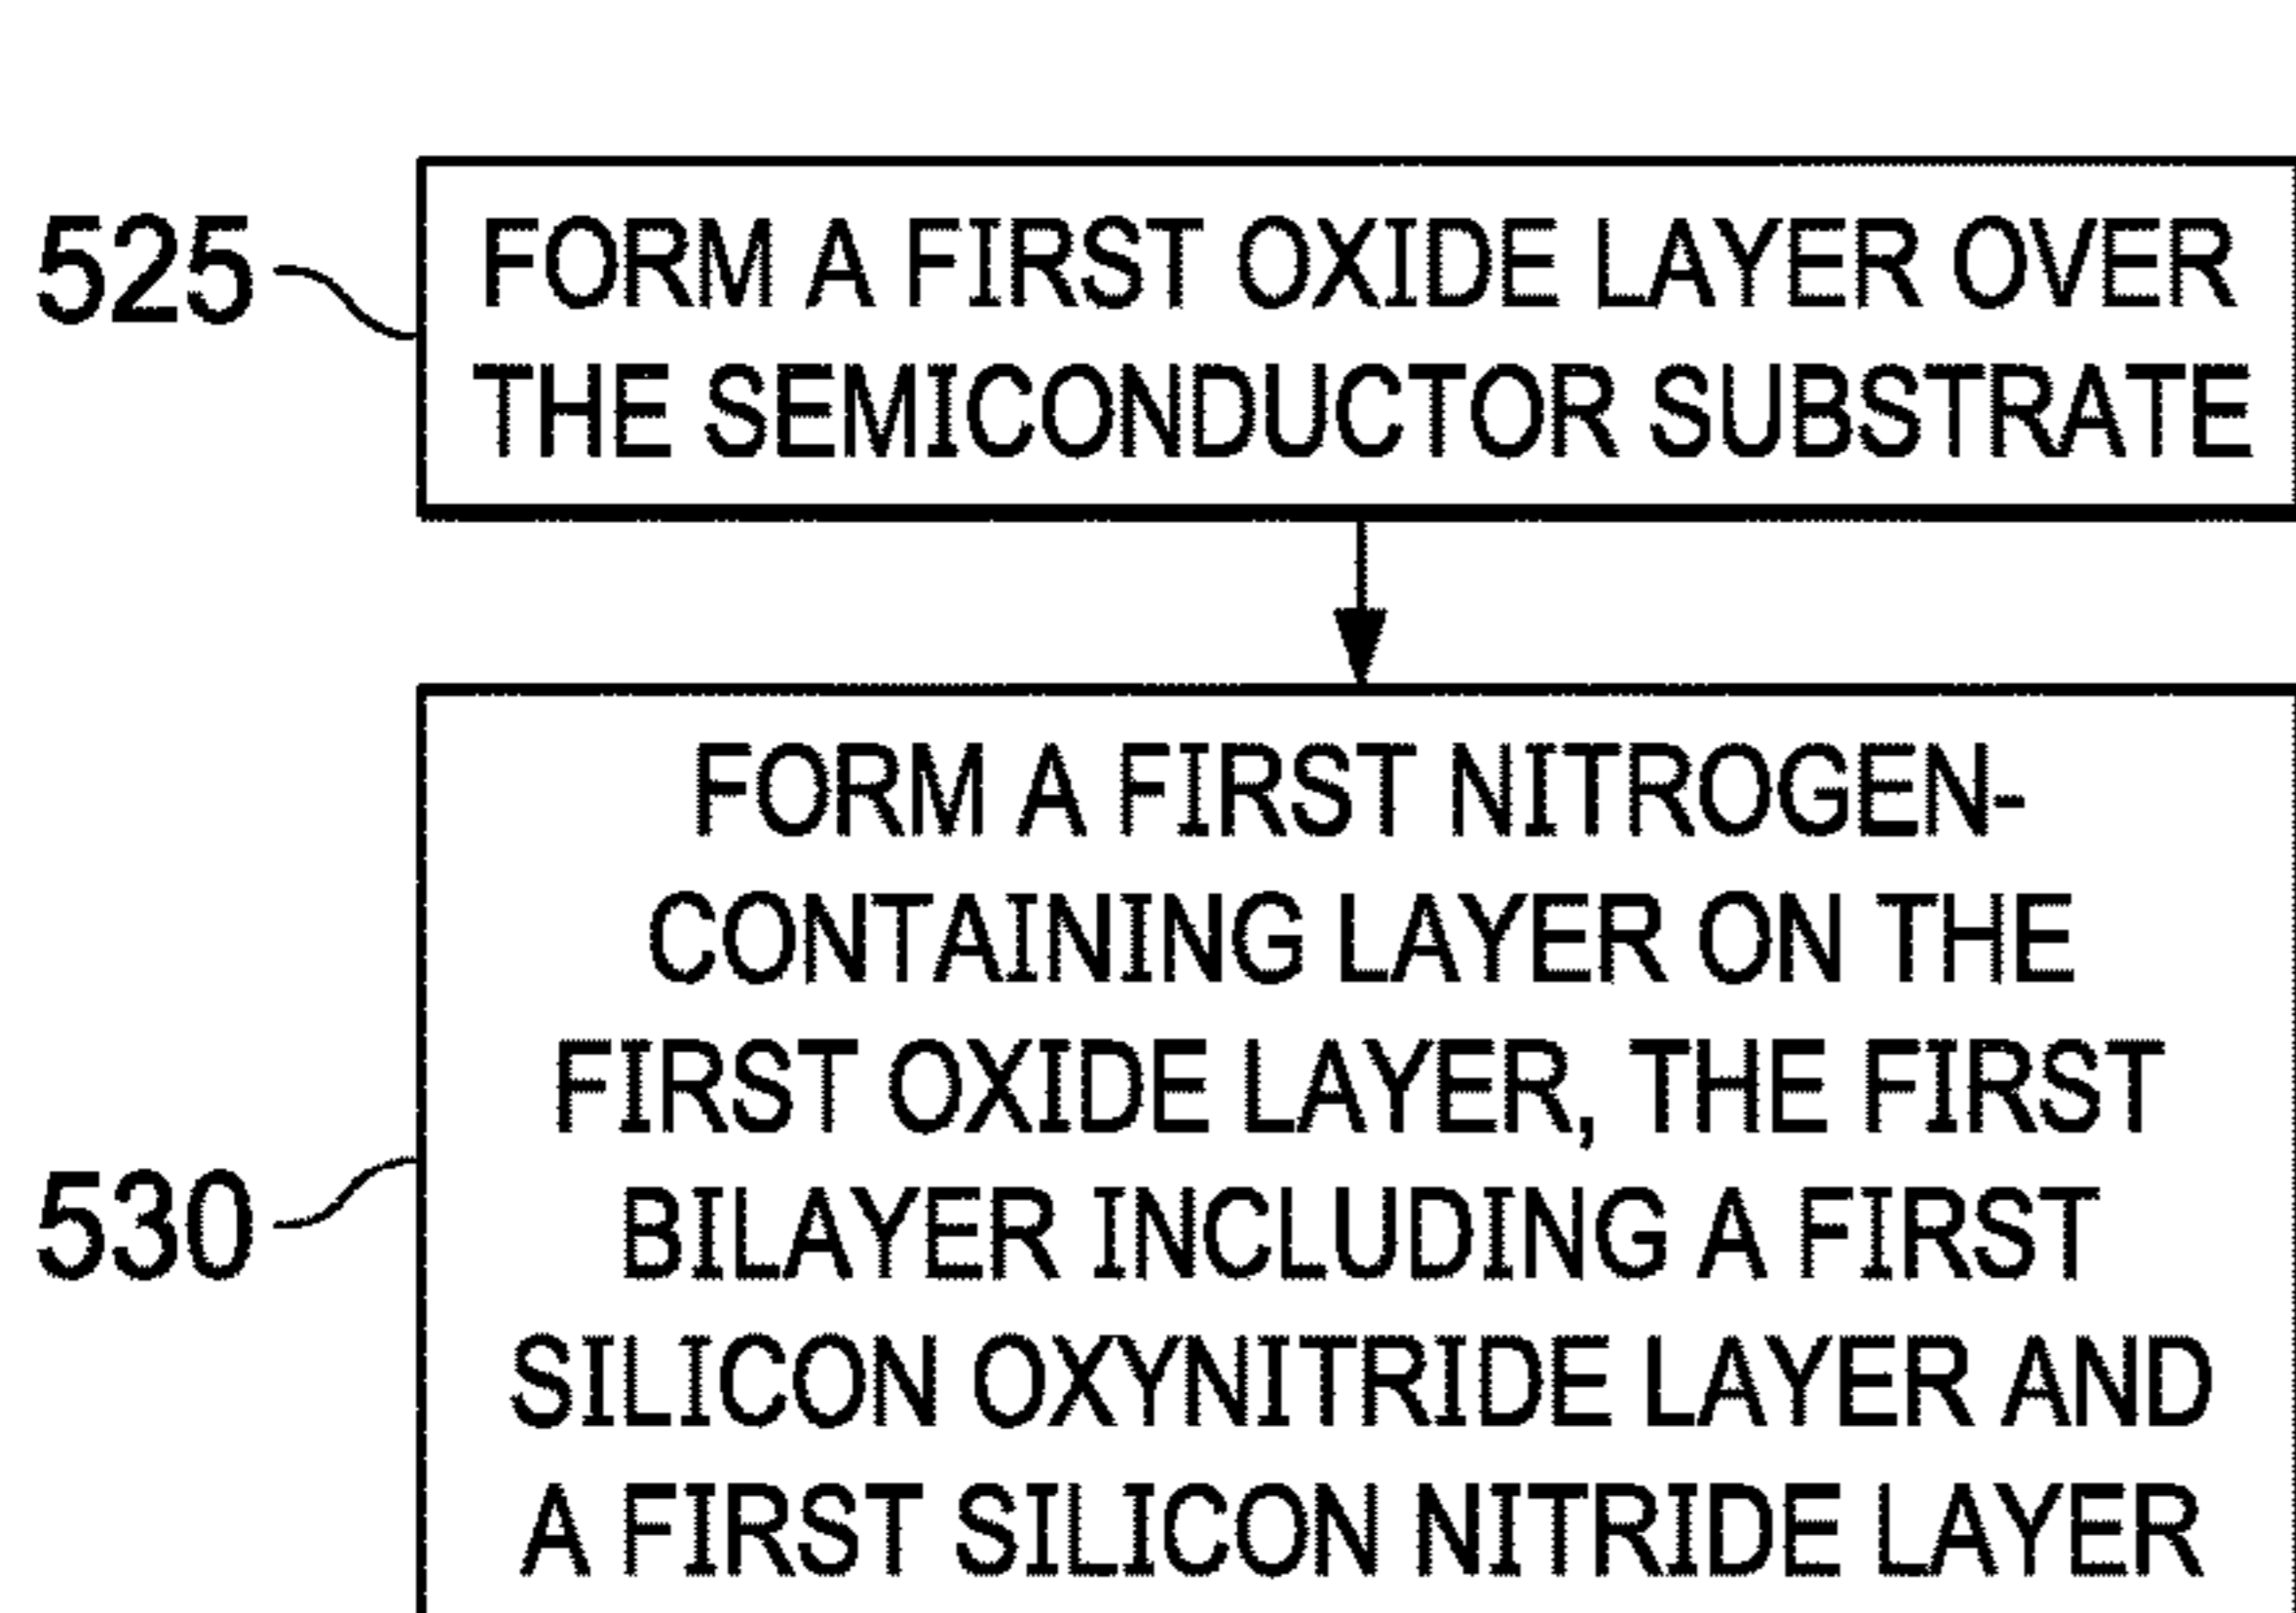 525
FORM A FIRST OXIDE LAYER OVER
THE SEMICONDUCTOR SUBSTRATE
FORM A FIRST NITROGEN-
CONTAINING LAYER ON THE
FIRST OXIDE LAYER, THE FIRST
530
BILAYER INCLUDING A FIRST
SILICON OXYNITRIDE LAYER AND
A FIRST SILICON NITRIDE LAYER